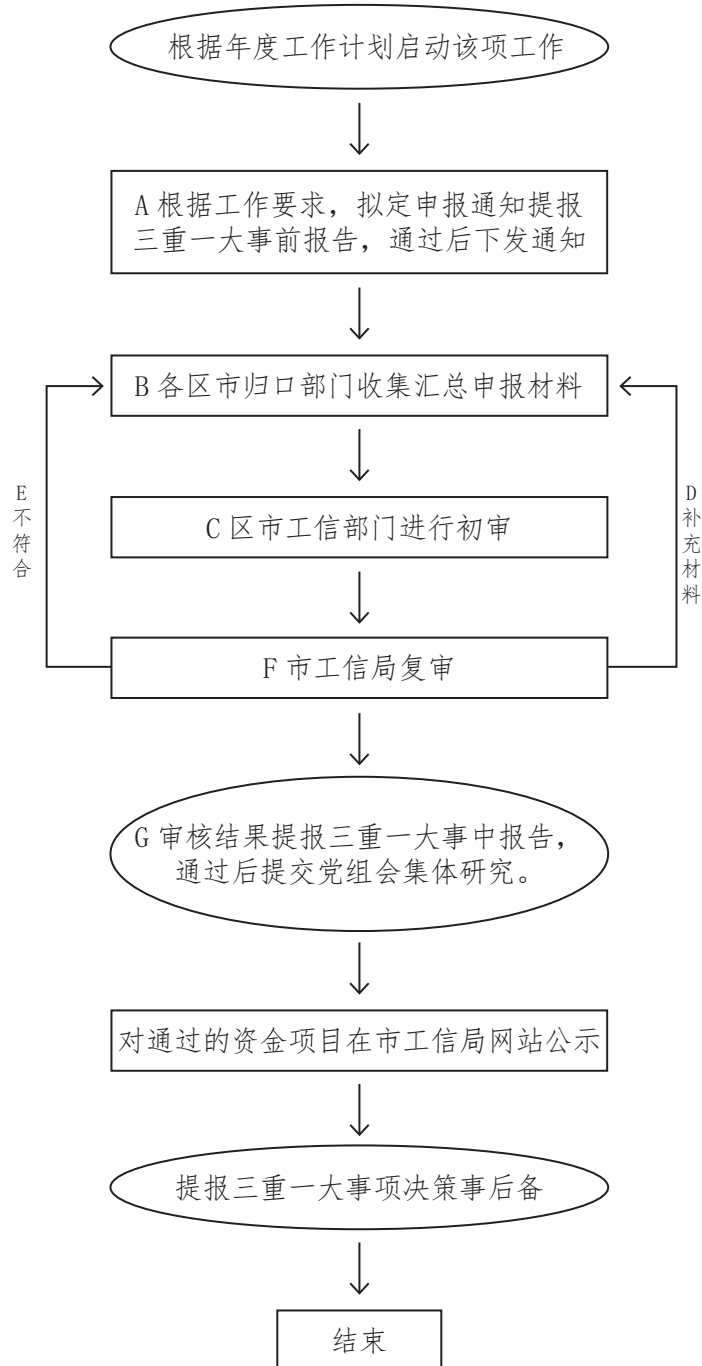 根据年度工作计划启动该项工作
A 根据工作要求，拟定申报通知提报
三重一大事前报告，通过后下发通知
B 各区市归口部门收集汇总申报材料
E 不符合
D 补充材料
C 区市工信部门进行初审
F 市工信局复审
G 审核结果提报三重一大事中报告，
通过后提交党组会集体研究。
对通过的资金项目在市工信局网站公示
提报三重一大事项决策事后备
结束